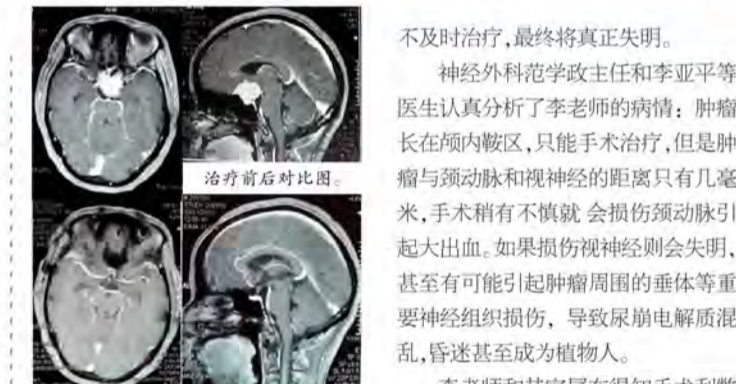 治疗前后对比图。
不及时治疗,最终将真正失明。
神经外科范学政主任和李亚平等
医生认真分析了李老师的病情：肿瘤
长在颅内鞍区,只能手术治疗,但是肿
瘤与颈动脉和视神经的距离只有几毫
米,手术稍有不慎就 会损伤颈动脉引
起大出血。如果损伤视神经则会失明,
甚至有可能引起肿瘤周围的垂体等重
要神经组织损伤，导致尿崩电解质混
乱,昏迷甚至成为植物人。